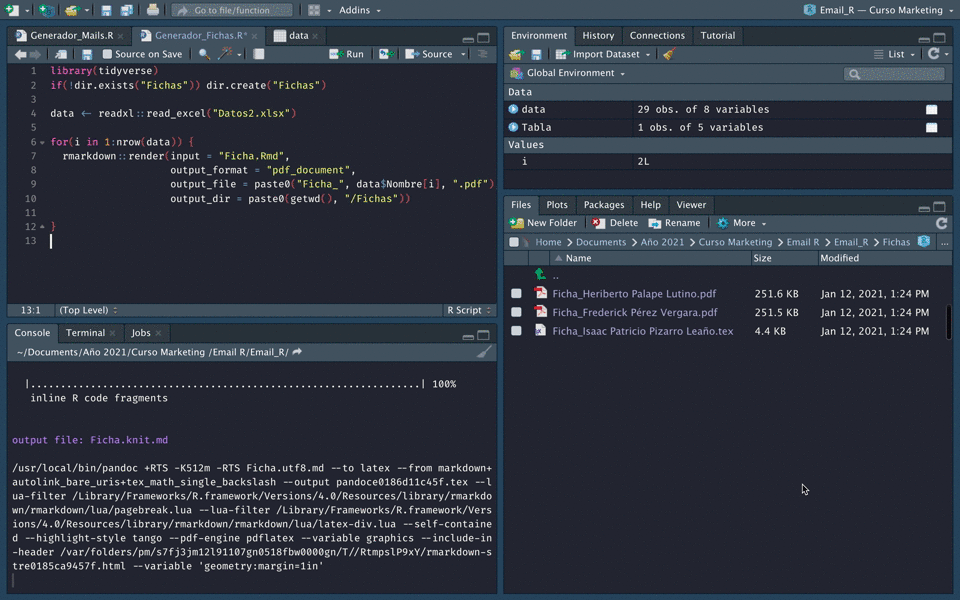 Go to file/function
Addins
Email_R — Curso Marketing
Generador_Mails.R
Generador_Fichas.R*
data
Source on Save
Run
Source
1 library(tidyverse)
2 if(!dir.exists("Fichas")) dir.create("Fichas")
3
4 data ← readxl::read_excel("Datos2.xlsx")
5
6 for(i in 1:nrow(data)) {
7 rmarkdown::render(input = "Ficha.Rmd",
8 output_format = "pdf_document",
9 output_file = paste0("Ficha_", data$Nombre[i], ".pdf")
10 output_dir = paste0(getwd(), "/Fichas"))
11
12 }
13
13:1 (Top Level) R Script
Console Terminal Jobs
~/Documents/Año 2021/Curso Marketing /Email R/Email_R/
|...............................................................| 100%
inline R code fragments
output file: Ficha.knit.md
/usr/local/bin/pandoc +RTS -K512m -RTS Ficha.utf8.md --to latex --from markdown+
autolink_bare_uris+tex_math_single_backslash --output pandoce0186d11c45f.tex --l
ua-filter /Library/Frameworks/R.framework/Versions/4.0/Resources/library/rmarkdo
wn/rmarkdown/lua/pagebreak.lua --lua-filter /Library/Frameworks/R.framework/Vers
ions/4.0/Resources/library/rmarkdown/rmarkdown/lua/latex-div.lua --self-containe
d --highlight-style tango --pdf-engine pdflatex --variable graphics --include-in
-header /var/folders/pm/s7fj3jm12l91107gn0518fbw0000gn/T//RtmpslP9xY/rmarkdown-s
tre0185ca9457f.html --variable 'geometry:margin=1in'
Environment History Connections Tutorial
Import Dataset
List
Global Environment
Data
data 29 obs. of 8 variables
Tabla 1 obs. of 5 variables
Values
i 2L
Files Plots Packages Help Viewer
New Folder Delete Rename More
Home Documents Año 2021 Curso Marketing Email R Email_R Fichas ...
Name Size Modified
..
Ficha_Heriberto Palape Lutino.pdf 251.6 KB Jan 12, 2021, 1:24 PM
Ficha_Frederick Pérez Vergara.pdf 251.5 KB Jan 12, 2021, 1:24 PM
Ficha_Isaac Patricio Pizarro Leaño.tex 4.4 KB Jan 12, 2021, 1:24 PM